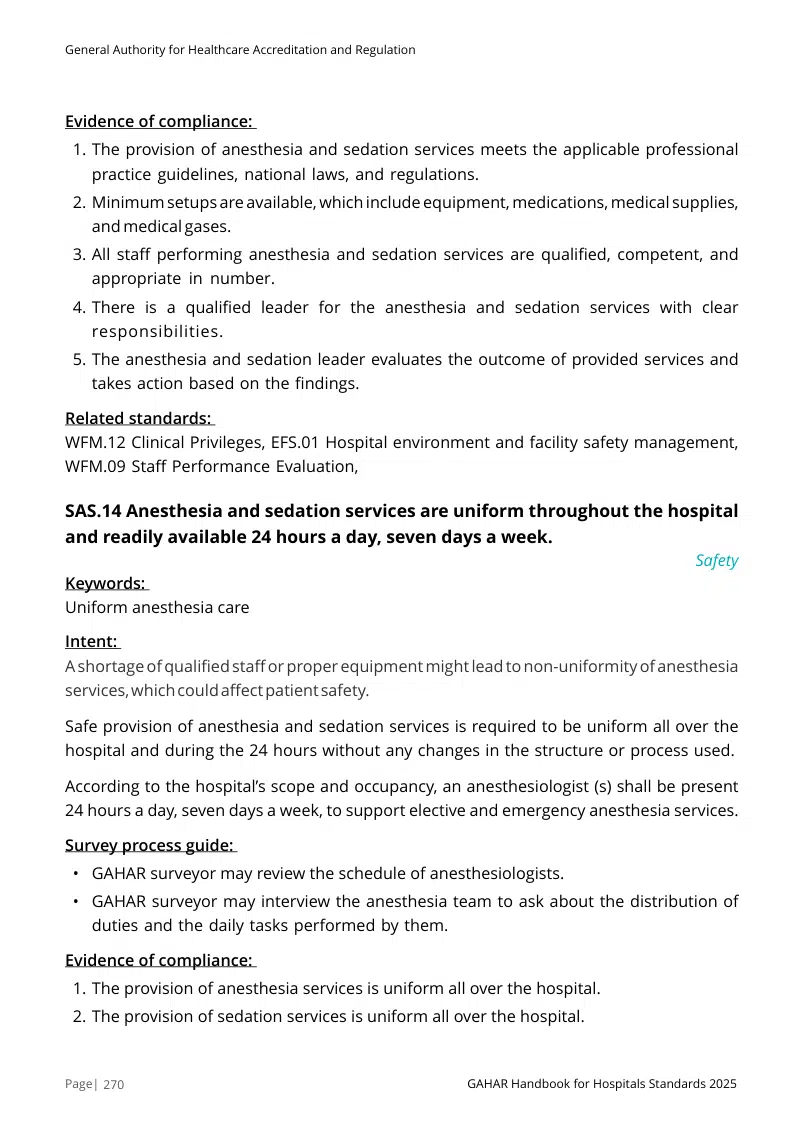 General Authority for Healthcare Accreditation and Regulation
Evidence of compliance:
1. The provision of anesthesia and sedation services meets the applicable professional
practice guidelines, national laws, and regulations.
2. Minimum setups are available, which include equipment, medications, medical supplies,
and medical gases.
3. All staff performing anesthesia and sedation services are qualified, competent, and
appropriate in number.
4. There is a qualified leader for the anesthesia and sedation services with clear
responsibilities.
5. The anesthesia and sedation leader evaluates the outcome of provided services and
takes action based on the findings.
Related standards:
WFM.12 Clinical Privileges, EFS.01 Hospital environment and facility safety management,
WFM.09 Staff Performance Evaluation,
SAS.14 Anesthesia and sedation services are uniform throughout the hospital
and readily available 24 hours a day, seven days a week.
Safety
Keywords:
Uniform anesthesia care
Intent:
A shortage of qualified staff or proper equipment might lead to non-uniformity of anesthesia
services, which could affect patient safety.
Safe provision of anesthesia and sedation services is required to be uniform all over the
hospital and during the 24 hours without any changes in the structure or process used.
According to the hospital’s scope and occupancy, an anesthesiologist (s) shall be present
24 hours a day, seven days a week, to support elective and emergency anesthesia services.
Survey process guide:
• GAHAR surveyor may review the schedule of anesthesiologists.
• GAHAR surveyor may interview the anesthesia team to ask about the distribution of
duties and the daily tasks performed by them.
Evidence of compliance:
1. The provision of anesthesia services is uniform all over the hospital.
2. The provision of sedation services is uniform all over the hospital.
Page| 270
GAHAR Handbook for Hospitals Standards 2025